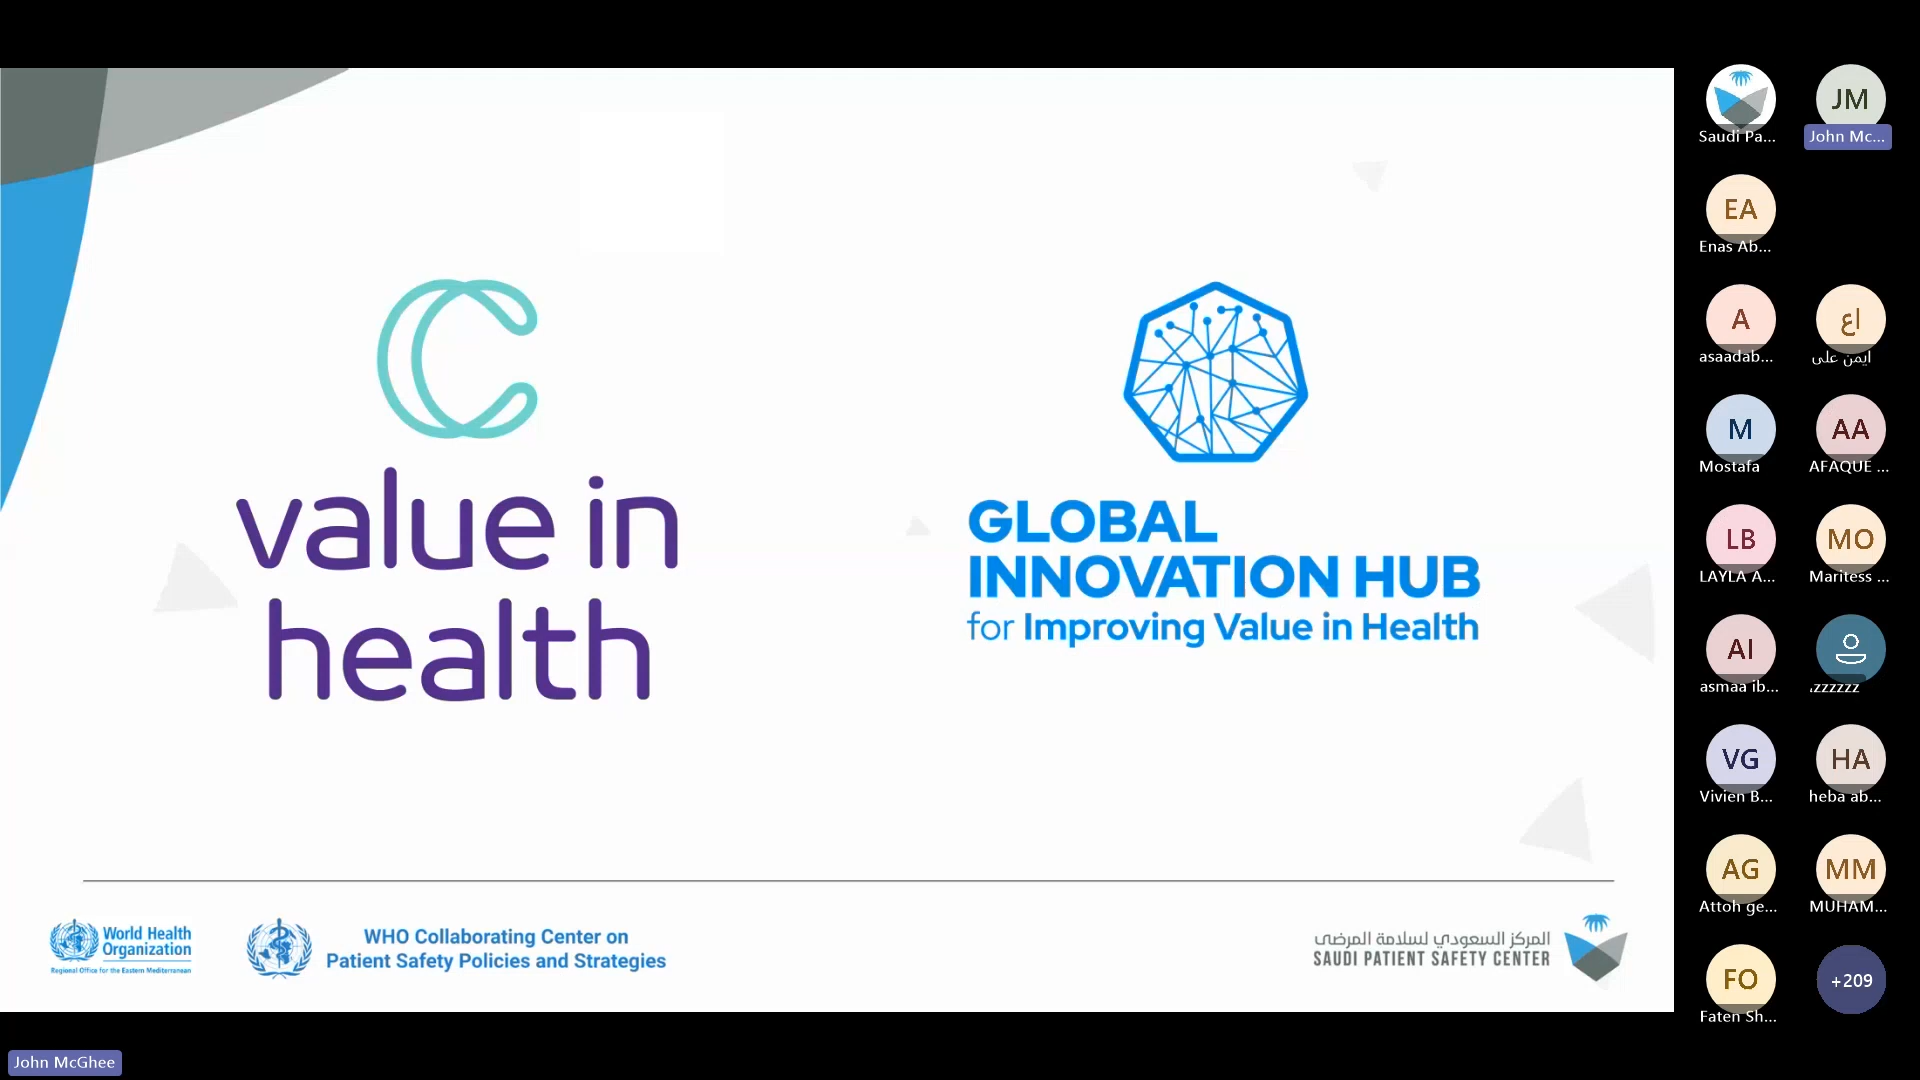 value in
health
GLOBAL
INNOVATION HUB
for Improving Value in Health
World Health
Organization
Regional Office for the Eastern Mediterranean
WHO Collaborating Center on
Patient Safety Policies and Strategies
المركز السعودي لسلامة المرضى
SAUDI PATIENT SAFETY CENTER
Saudi Pa...
JM
John Mc...
EA
Enas Ab...
A
asaadab...
اع
ايمن على
M
Mostafa
AA
AFAQUE ...
LB
LAYLA A...
MO
Maritess ...
AI
asmaa ib...
.zzzzzz
VG
Vivien B...
HA
heba ab...
AG
Attoh ge...
MM
MUHAM...
FO
Faten Sh...
+209
John McGhee